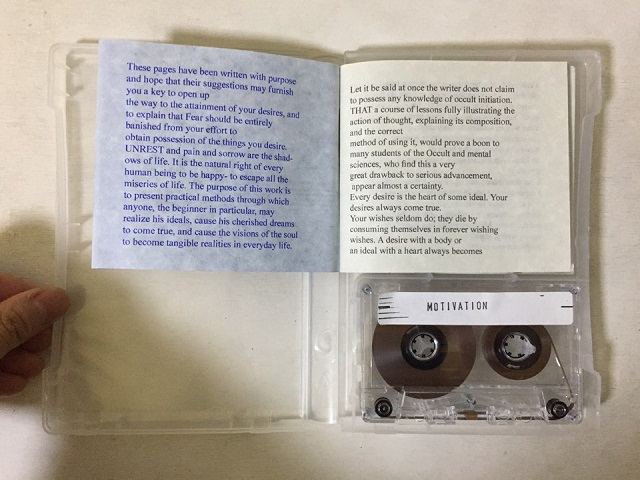 These pages have been written with purpose
and hope that their suggestions may furnish
you a key to open up
the way to the attainment of your desires, and
to explain that Fear should be entirely
banished from your effort to
obtain possession of the things you desire.
UNREST and pain and sorrow are the shad-
ows of life. It is the natural right of every
human being to be happy- to escape all the
miseries of life. The purpose of this work is
to present practical methods through which
anyone, the beginner in particular, may
realize his ideals, cause his cherished dreams
to come true, and cause the visions of the soul
to become tangible realities in everyday life.
Let it be said at once the writer does not claim
to possess any knowledge of occult initiation.
THAT a course of lessons fully illustrating the
action of thought, explaining its composition,
and the correct
method of using it, would prove a boon to
many students of the Occult and mental
sciences, who find this a very
great drawback to serious advancement,
appear almost a certainty.
Every desire is the heart of some ideal. Your
desires always come true.
Your wishes seldom do; they die by
consuming themselves in forever wishing
wishes. A desire with a body or
an ideal with a heart always becomes
MOTIVATION